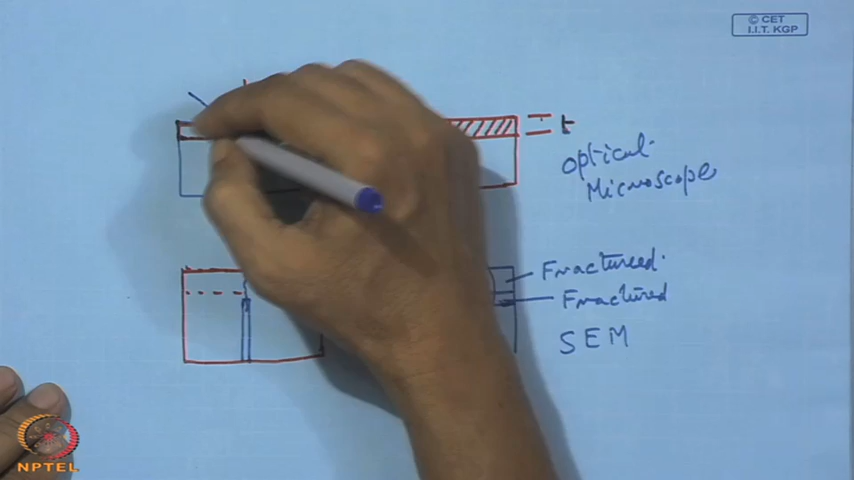 © CET
I.I.T. KGP
t
Optical
Microscope
Fractured
Fractured
SEM
NPTEL